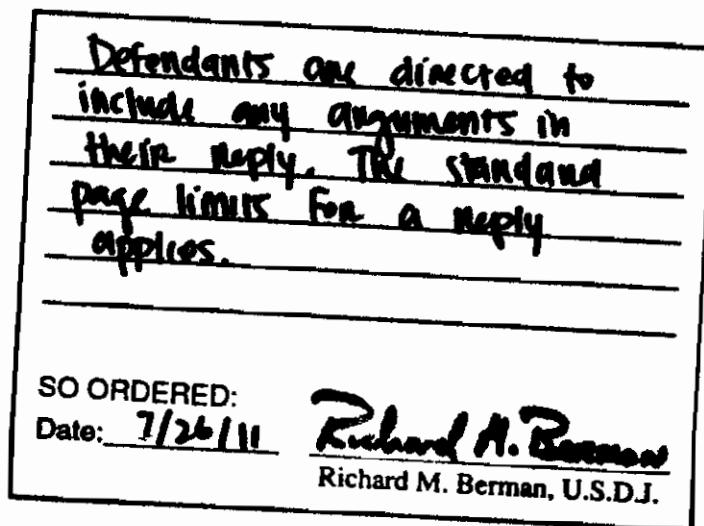 Defendants are directed to
include any arguments in
their reply. The standard
page limits for a reply
applies.
SO ORDERED:
Date: 7/26/11
Richard M. Berman
Richard M. Berman, U.S.D.J.